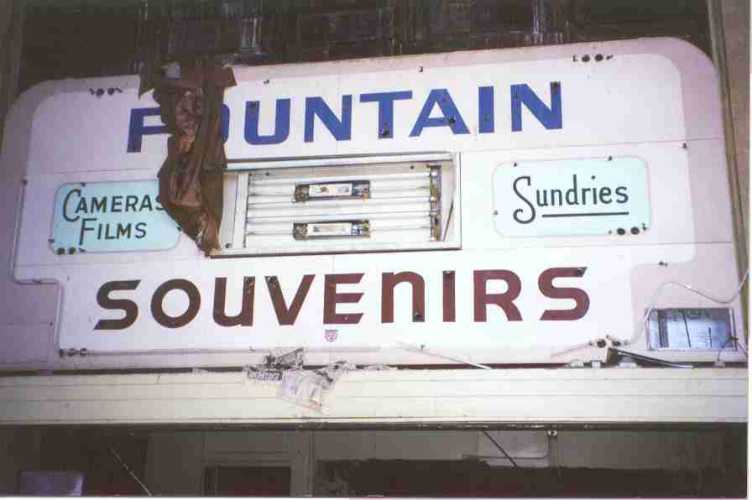 FOUNTAIN
CAMERAS
FILMS
Sundries
SOUVENIRS